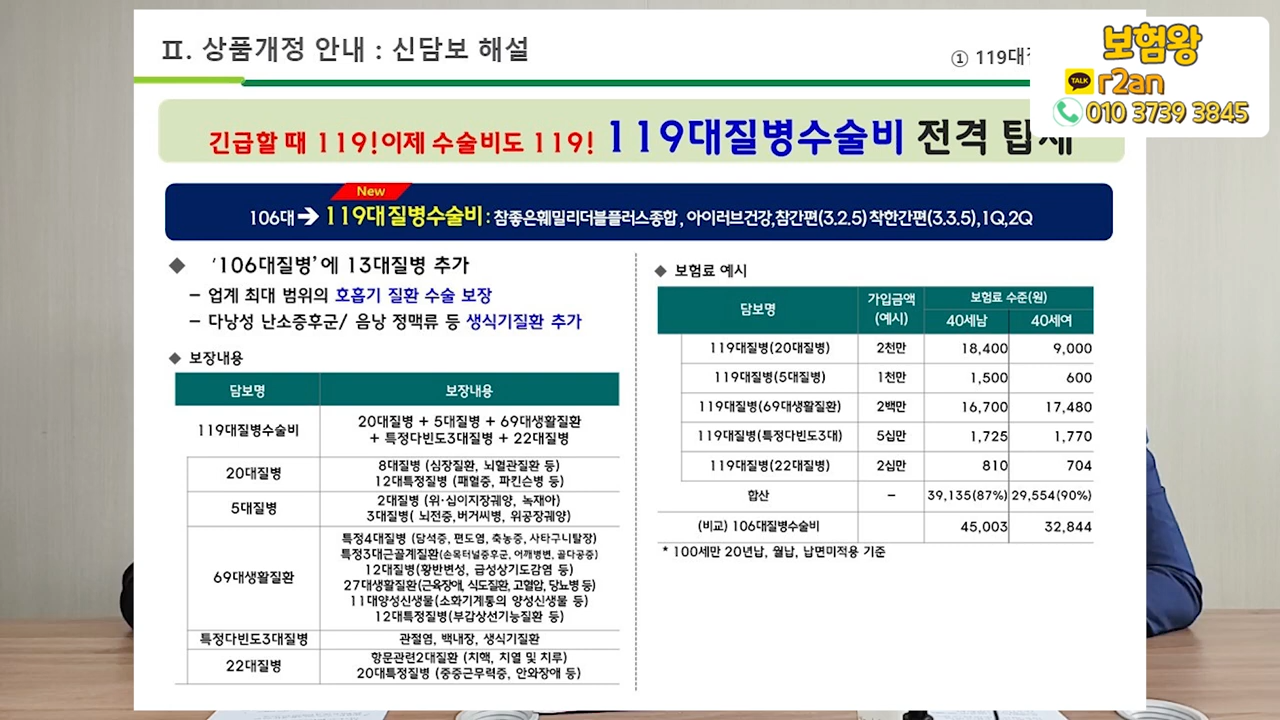 Ⅱ. 상품개정 안내 : 신담보 해설
① 119대
보험왕
TALK
r2an
010 3739 3845
긴급할 때 119!이제 수술비도 119! 119대질병수술비 전격 탑재
New
106대➔ 119대질병수술비 : 참좋은훼밀리더블플러스종합 , 아이러브건강,참간편(3.2.5) 착한간편(3.3.5),1Q,2Q
◆ '106대질병'에 13대질병 추가
– 업계 최대 범위의 호흡기 질환 수술 보장
– 다낭성 난소증후군/ 음낭 정맥류 등 생식기질환 추가
◆ 보장내용
담보명 보장내용
119대질병수술비 20대질병 + 5대질병 + 69대생활질환
+ 특정다빈도3대질병 + 22대질병
20대질병 8대질병 (심장질환, 뇌혈관질환 등)
12대특정질병 (패혈증, 파킨슨병 등)
5대질병 2대질병 (위·십이지장궤양, 녹재아)
3대질병( 뇌전증,버거씨병, 위공장궤양)
69대생활질환 특정4대질병 (담석증, 편도염, 축농증, 사타구니탈장)
특정3대근골계질환(손목터널증후군, 어깨병변, 골다공증)
12대질병(황반변성, 급성상기도감염 등)
27대생활질환(근육장애, 식도질환, 고혈압, 당뇨병 등)
11대양성신생물(소화기계통의 양성신생물 등)
12대특정질병(부갑상선기능질환 등)
특정다빈도3대질병 관절염, 백내장, 생식기질환
22대질병 항문관련2대질환 (치핵, 치열 및 치루)
20대특정질병 (중증근무력증, 안와장애 등)
◆ 보험료 예시
담보명 가입금액 (예시) 보험료 수준(원)
40세남 40세여
119대질병(20대질병) 2천만 18,400 9,000
119대질병(5대질병) 1천만 1,500 600
119대질병(69대생활질환) 2백만 16,700 17,480
119대질병(특정다빈도3대) 5십만 1,725 1,770
119대질병(22대질병) 2십만 810 704
합산 – 39,135(87%) 29,554(90%)
(비교) 106대질병수술비 45,003 32,844
* 100세만 20년납, 월납, 납면미적용 기준